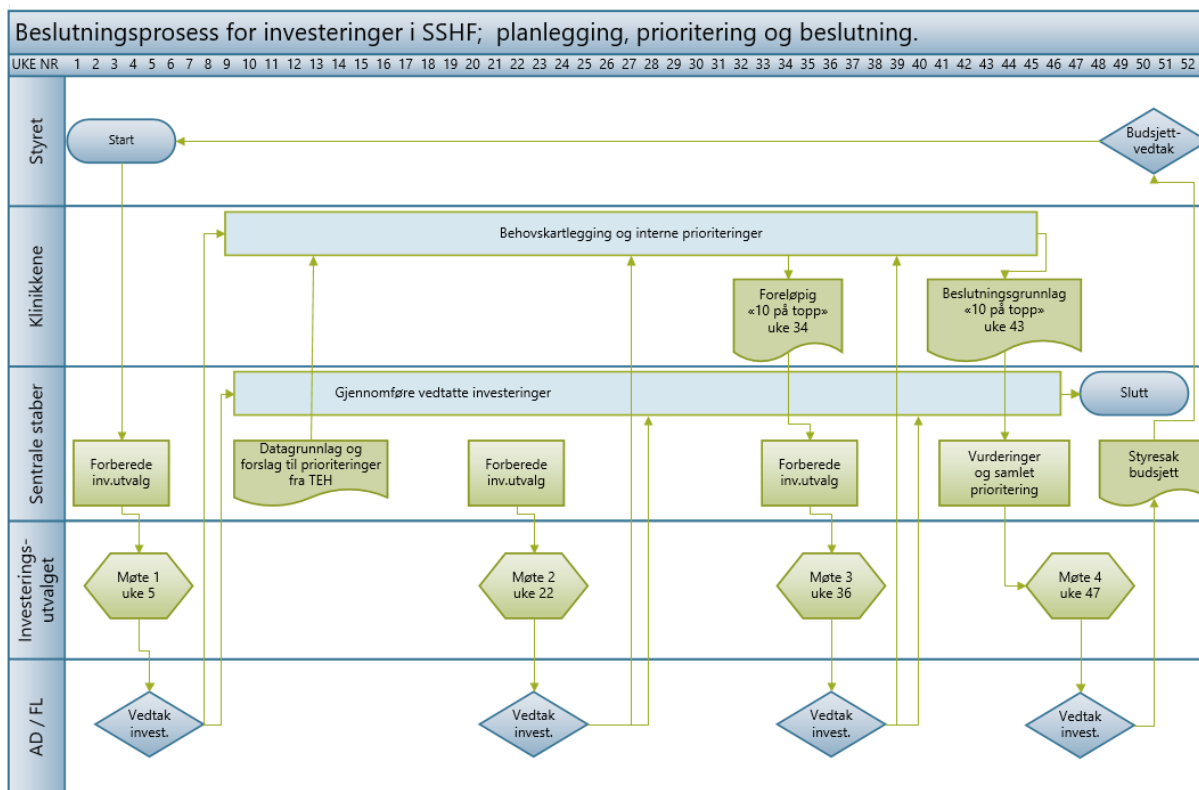 Beslutningsprosess for investeringer i SSHF;  planlegging, prioritering og beslutning.
UKE NR 1 2 3 4 5 6 7 8 9 10 11 12 13 14 15 16 17 18 19 20 21 22 23 24 25 26 27 28 29 30 31 32 33 34 35 36 37 38 39 40 41 42 43 44 45 46 47 48 49 50 51 52
Styret
Start
Budsjett-
vedtak
Klinikkene
Behovskartlegging og interne prioriteringer
Foreløpig
«10 på topp»
uke 34
Beslutningsgrunnlag
«10 på topp»
uke 43
Sentrale staber
Gjennomføre vedtatte investeringer
Slutt
Forberede
inv.utvalg
Datagrunnlag og
forslag til prioriteringer
fra TEH
Forberede
inv.utvalg
Forberede
inv.utvalg
Vurderinger
og samlet
prioritering
Styresak
budsjett
Investerings-
utvalget
Møte 1
uke 5
Møte 2
uke 22
Møte 3
uke 36
Møte 4
uke 47
AD / FL
Vedtak
invest.
Vedtak
invest.
Vedtak
invest.
Vedtak
invest.